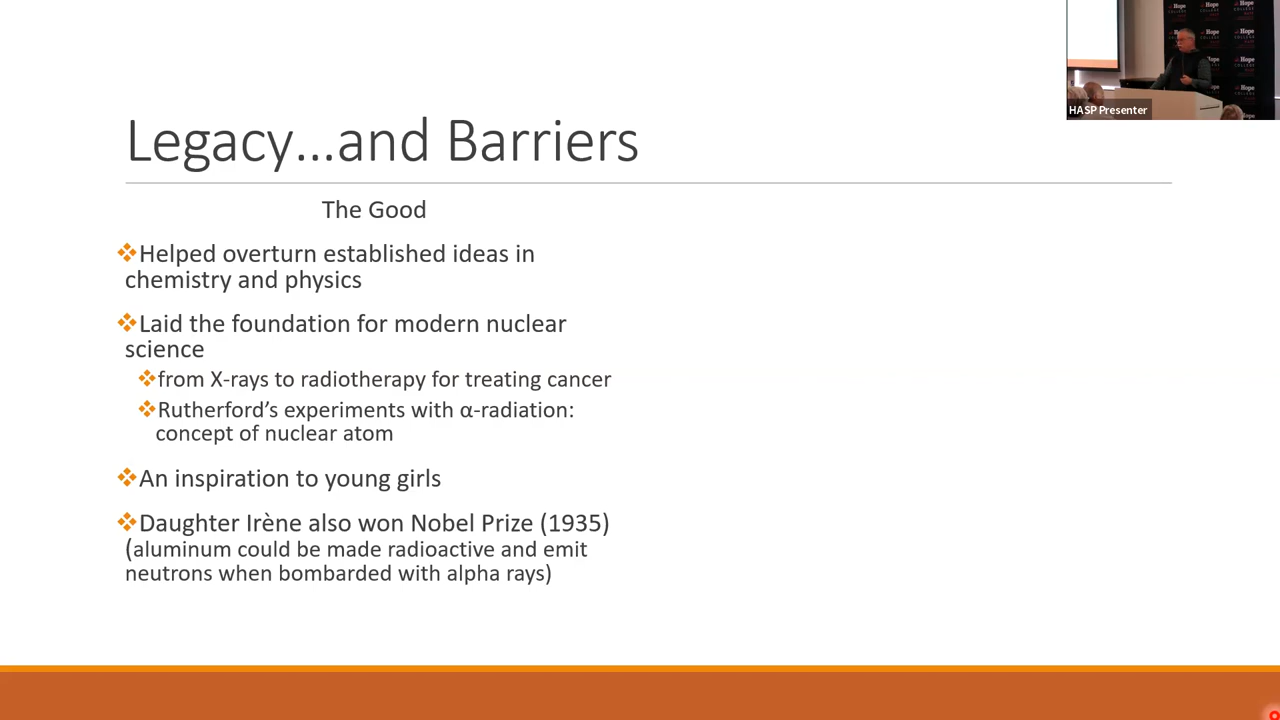 Legacy...and Barriers
The Good
Helped overturn established ideas in
chemistry and physics
Laid the foundation for modern nuclear
science
from X-rays to radiotherapy for treating cancer
Rutherford's experiments with α-radiation:
concept of nuclear atom
An inspiration to young girls
Daughter Irène also won Nobel Prize (1935)
(aluminum could be made radioactive and emit
neutrons when bombarded with alpha rays)
HASP Presenter
Hope
COLLEGE